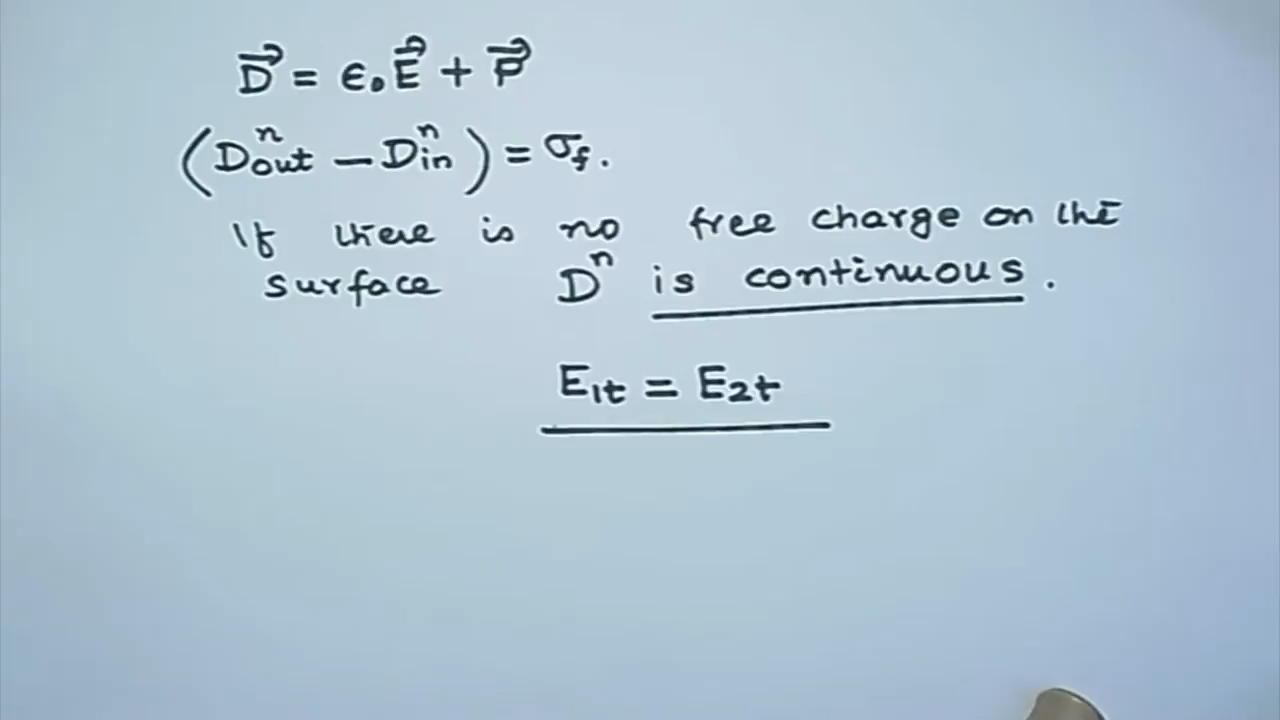 D⃗ = ϵ₀E⃗ + P⃗
(Dⁿout – Dⁿin) = σf.
If there is no free charge on the
surface Dⁿ is continuous.
E1t = E2t